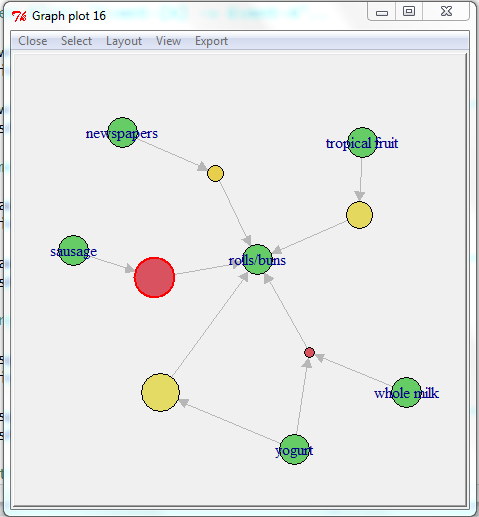 Graph plot 16
Close Select Layout View Export
newspapers
tropical fruit
sausage
rolls/buns
whole milk
yogurt